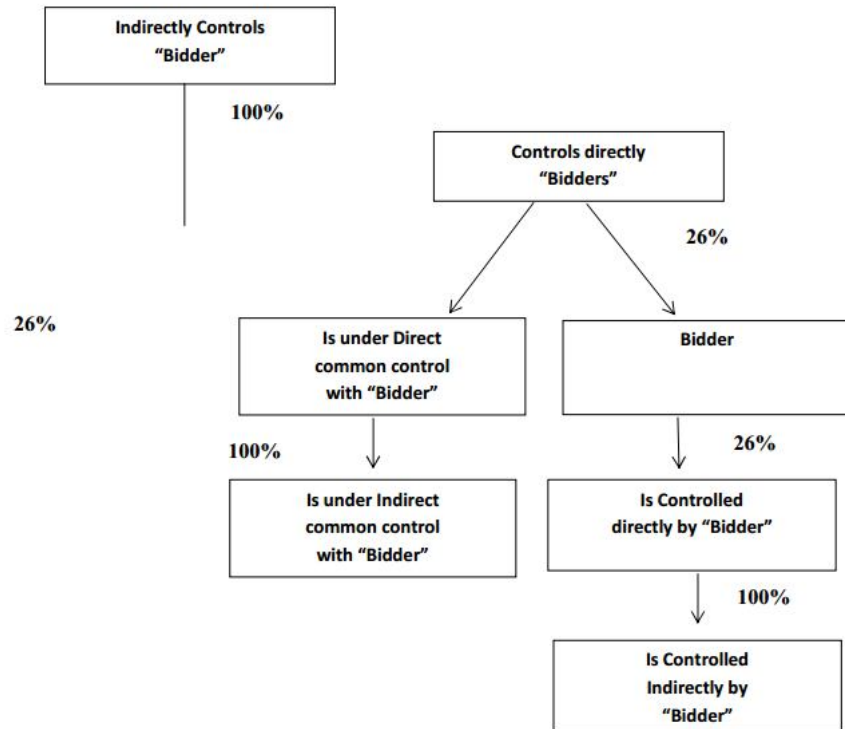 Indirectly Controls
“Bidder”
100%
Controls directly
“Bidders”
26%
26%
Is under Direct
common control
with “Bidder”
Bidder
100%
26%
Is under Indirect
common control
with “Bidder”
Is Controlled
directly by “Bidder”
100%
Is Controlled
Indirectly by
“Bidder”